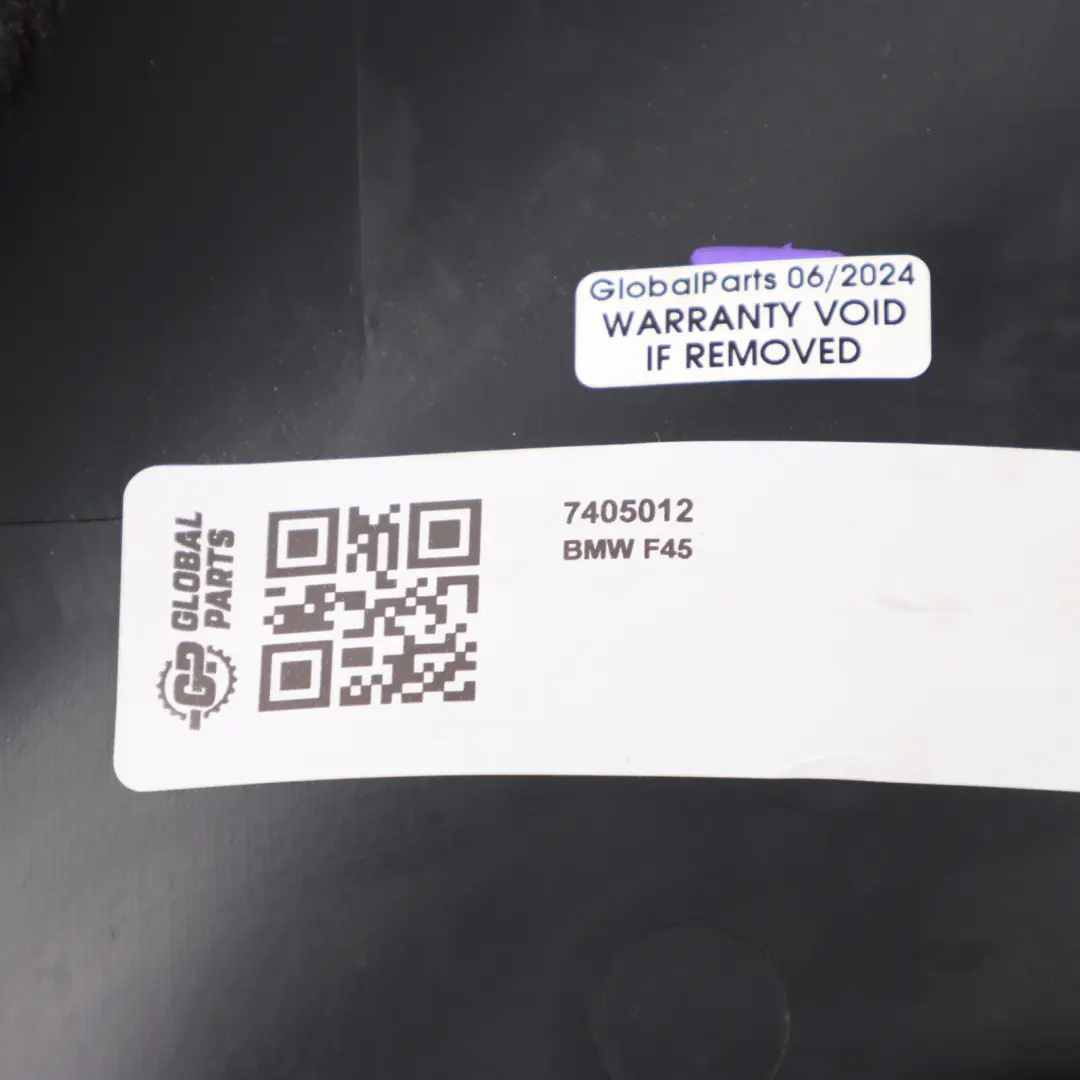 GlobalParts 06/2024
WARRANTY VOID
IF REMOVED
7405012
BMW F45
GP
GLOBAL
PARTS